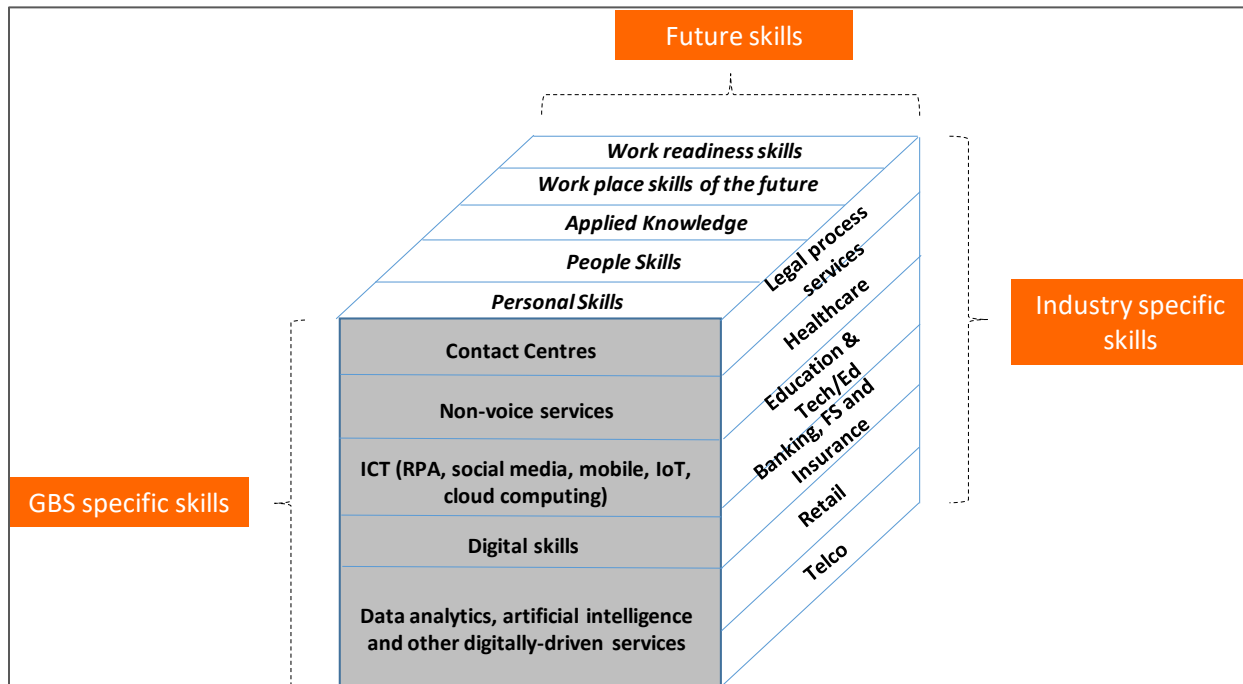 Future skills
Work readiness skills
Work place skills of the future
Applied Knowledge
People Skills
Personal Skills
Legal process
services
Healthcare
Education &
Tech/Ed
Banking, FS and
Insurance
Retail
Telco
Industry specific
skills
GBS specific skills
Contact Centres
Non-voice services
ICT (RPA, social media, mobile, IoT,
cloud computing)
Digital skills
Data analytics, artificial intelligence
and other digitally-driven services